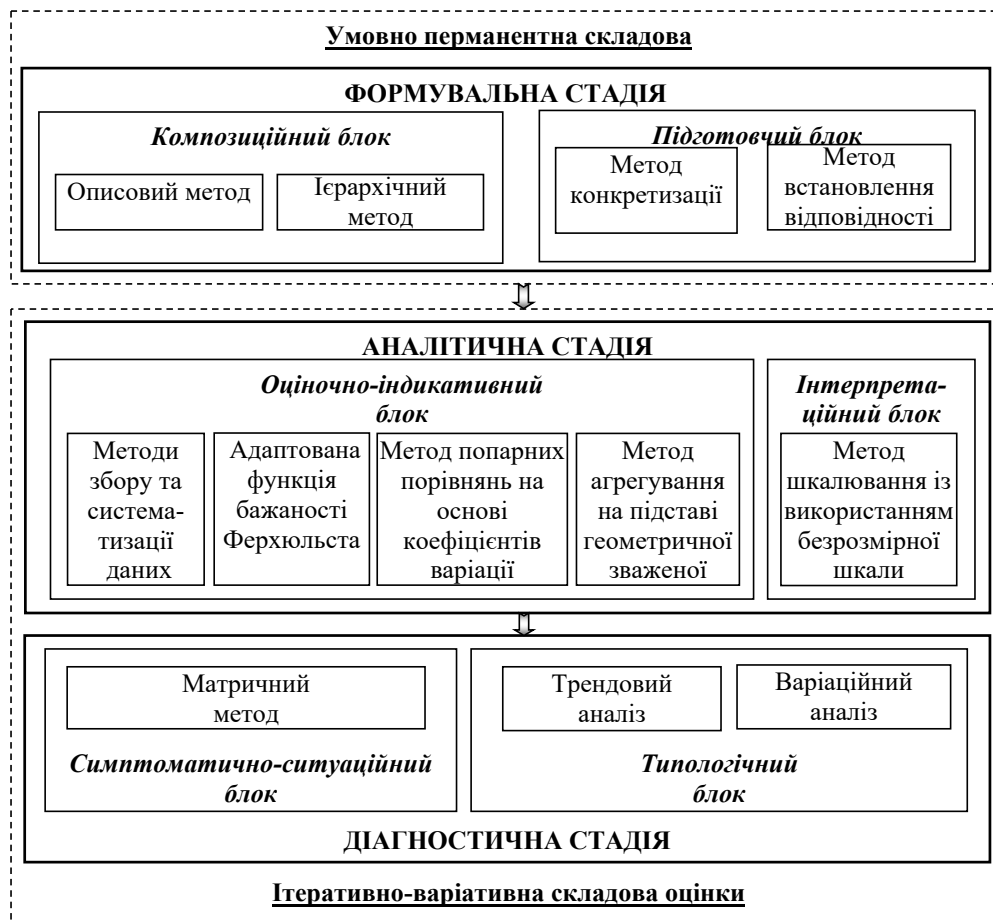 Умовно перманентна складова
ФОРМУВАЛЬНА СТАДІЯ
Композиційний блок
Описовий метод
Ієрархічний
метод
Підготовчий блок
Метод
конкретизації
Метод
встановлення
відповідності
АНАЛІТИЧНА СТАДІЯ
Оціночно-індикативний
блок
Методи
збору та
система-
тизації
даних
Адаптована
функція
бажаності
Ферхюльста
Метод попарних
порівнянь на
основі
коефіцієнтів
варіації
Метод
агрегування
на підставі
геометричної
зваженої
Інтерпрета-
ційний блок
Метод
шкалювання із
використанням
безрозмірної
шкали
Матричний
метод
Симптоматично-ситуаційний
блок
Трендовий
аналіз
Варіаційний
аналіз
Типологічний
блок
ДІАГНОСТИЧНА СТАДІЯ
Ітеративно-варіативна складова оцінки